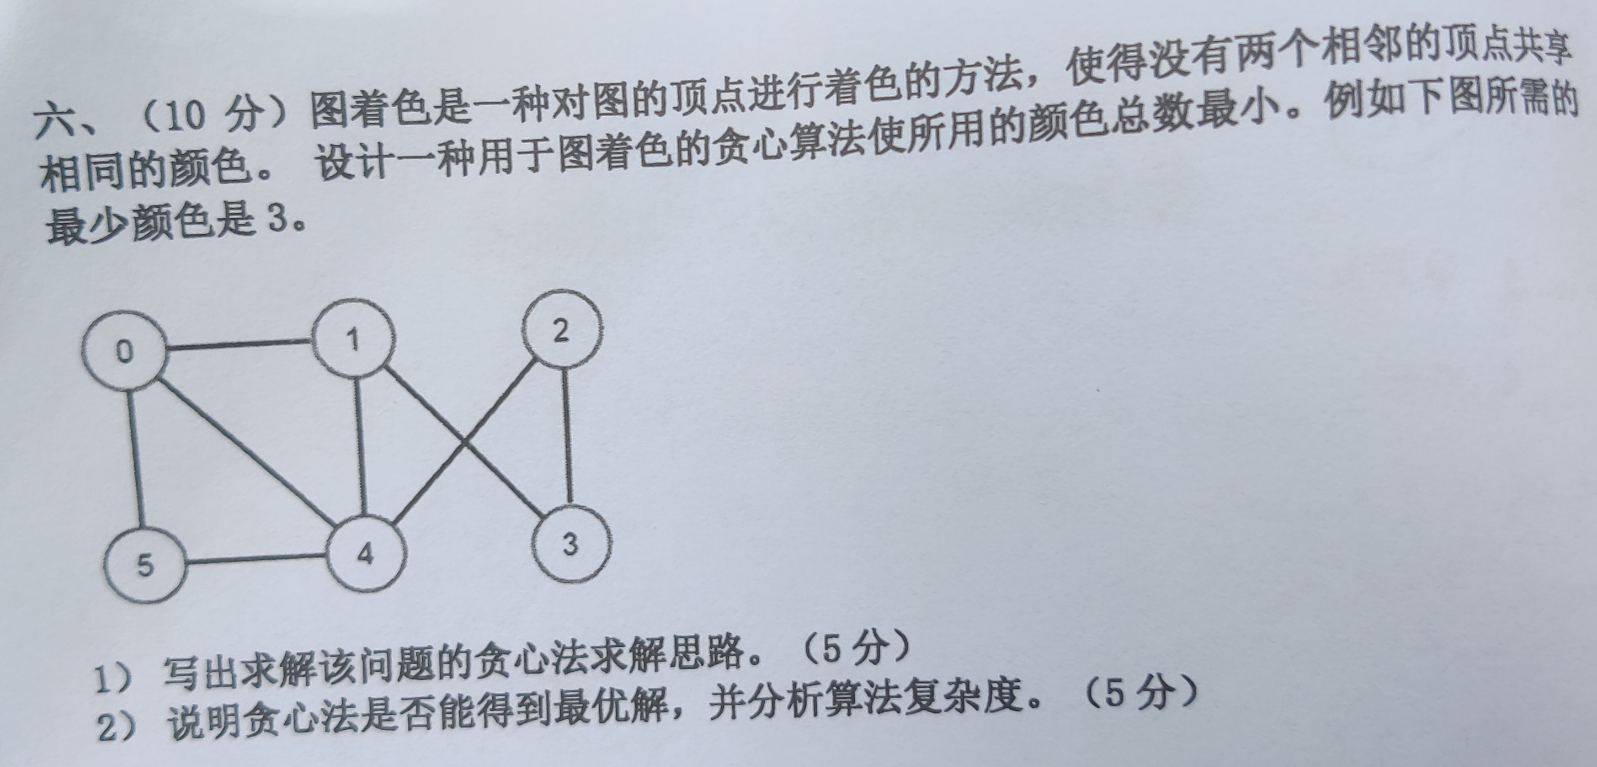 六、（10 分）图着色是一种对图的顶点进行着色的方法，使得没有两个相邻的顶点共享
相同的颜色。 设计一种用于图着色的贪心算法使所用的颜色总数最小。例如下图所需的
最少颜色是 3。
0 1 2
5 4 3
1） 写出求解该问题的贪心法求解思路。（5 分）
2） 说明贪心法是否能得到最优解，并分析算法复杂度。（5 分）